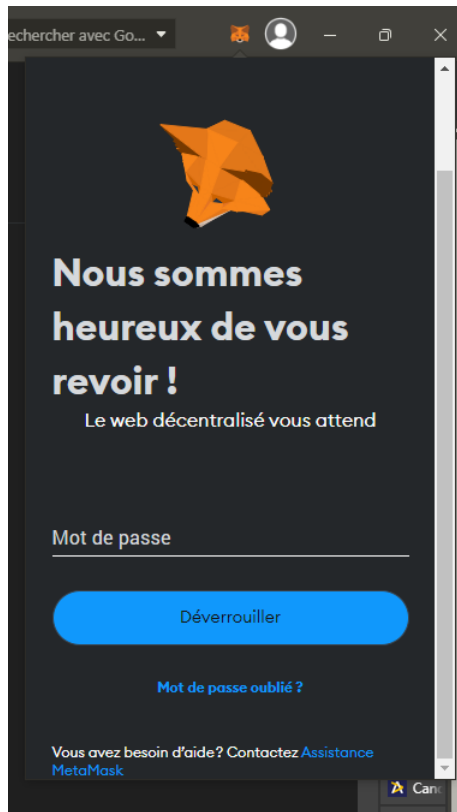 echercher avec Go...
Nous sommes
heureux de vous
revoir !
Le web décentralisé vous attend
Mot de passe
Déverrouiller
Mot de passe oublié ?
Vous avez besoin d'aide? Contactez Assistance
MetaMask
Canc